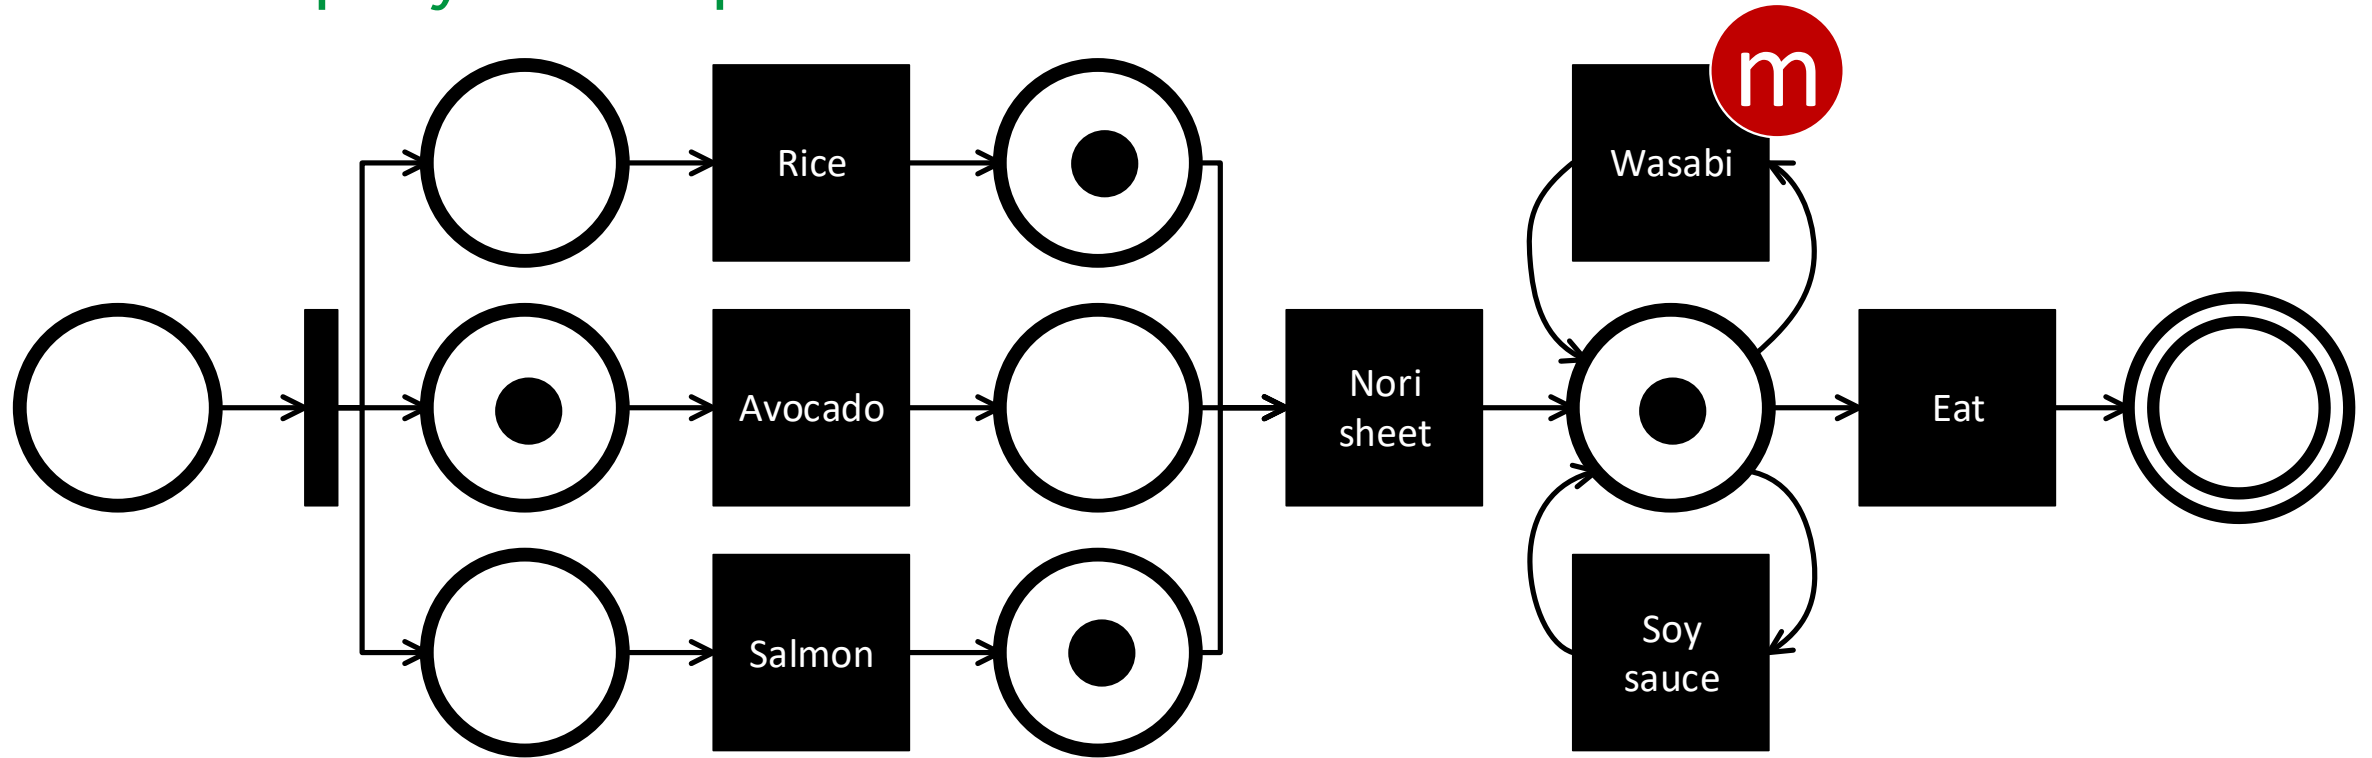 m
Rice
Wasabi
Avocado
Nori
sheet
Eat
Salmon
Soy
sauce